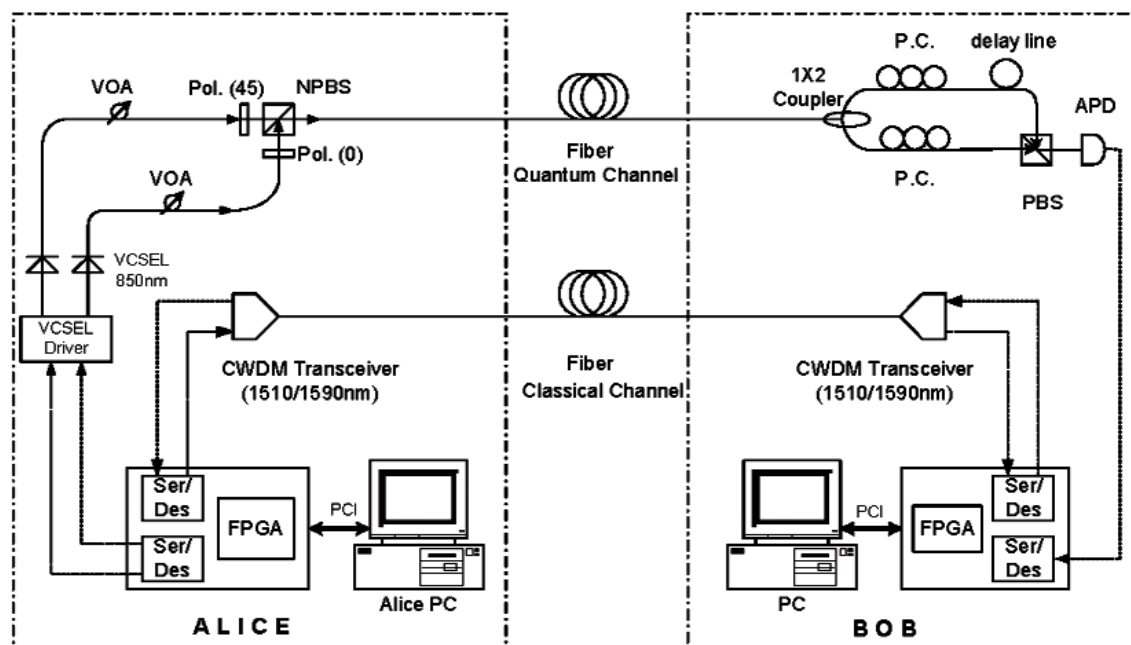 VOA
Pol. (45)
NPBS
Pol. (0)
VOA
VCSEL
850nm
VCSEL
Driver
CWDM Transceiver
(1510/1590nm)
Ser/
Des
FPGA
Ser/
Des
PCI
Alice PC
ALICE
Fiber
Quantum Channel
Fiber
Classical Channel
P.C.
delay line
1X2
Coupler
APD
P.C.
PBS
CWDM Transceiver
(1510/1590nm)
PCI
FPGA
Ser/
Des
Ser/
Des
PC
BOB